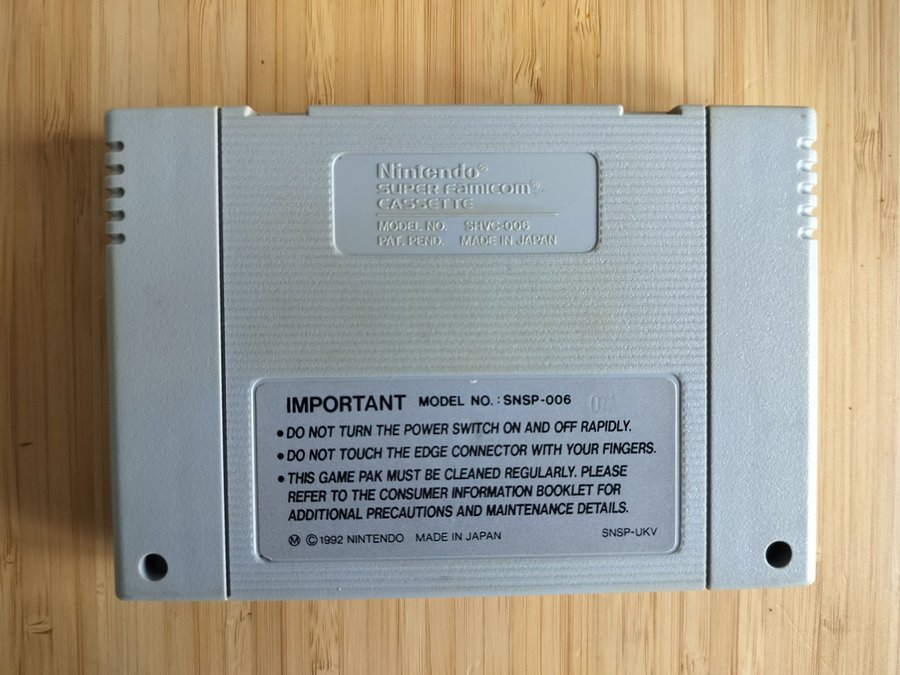 Nintendo®
SUPER FAMICOM®
CASSETTE
MODEL NO. SHVC-006
PAT. PEND. MADE IN JAPAN
IMPORTANT MODEL NO. : SNSP-006
• DO NOT TURN THE POWER SWITCH ON AND OFF RAPIDLY.
• DO NOT TOUCH THE EDGE CONNECTOR WITH YOUR FINGERS.
• THIS GAME PAK MUST BE CLEANED REGULARLY. PLEASE
REFER TO THE CONSUMER INFORMATION BOOKLET FOR
ADDITIONAL PRECAUTIONS AND MAINTENANCE DETAILS.
Ⓜ © 1992 NINTENDO MADE IN JAPAN SNSP-UKV